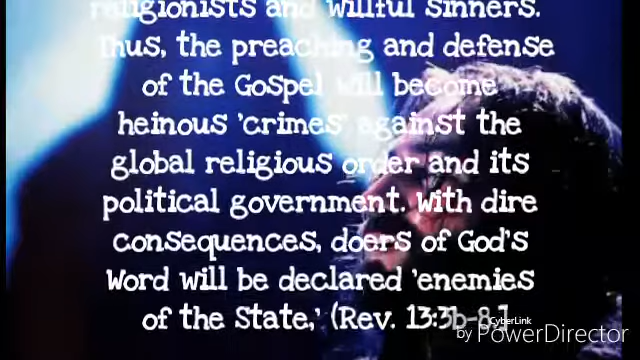 religionists and willful sinners.
Thus, the preaching and defense
of the Gospel will become
heinous 'crimes' against the
global religious order and its
political government. With dire
consequences, doers of God's
Word will be declared 'enemies
of the State,' (Rev. 13:3b-8.]
CyberLink
by PowerDirector